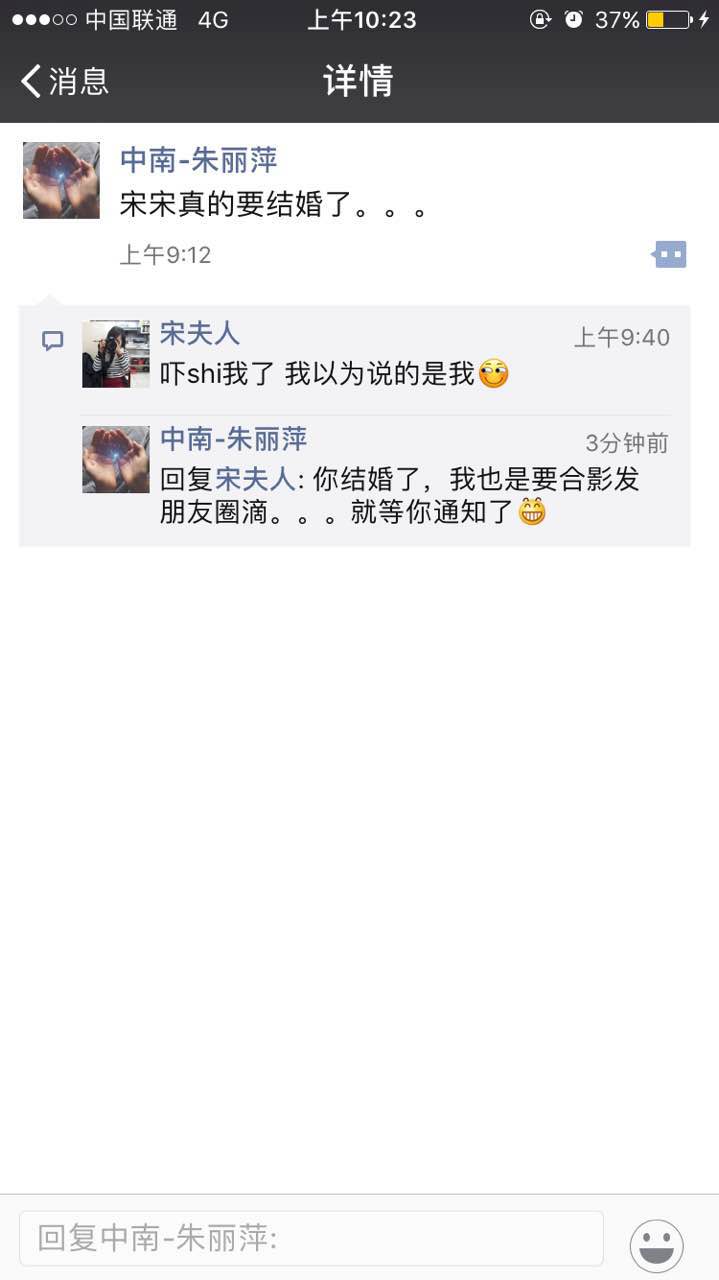 中国联通 4G 上午10:23 37%
消息 详情
中南-朱丽萍
宋宋真的要结婚了。。。
上午9:12
宋夫人 上午9:40
吓shi我了 我以为说的是我
中南-朱丽萍 3分钟前
回复宋夫人: 你结婚了，我也是要合影发
朋友圈滴。。。就等你通知了
回复中南-朱丽萍: